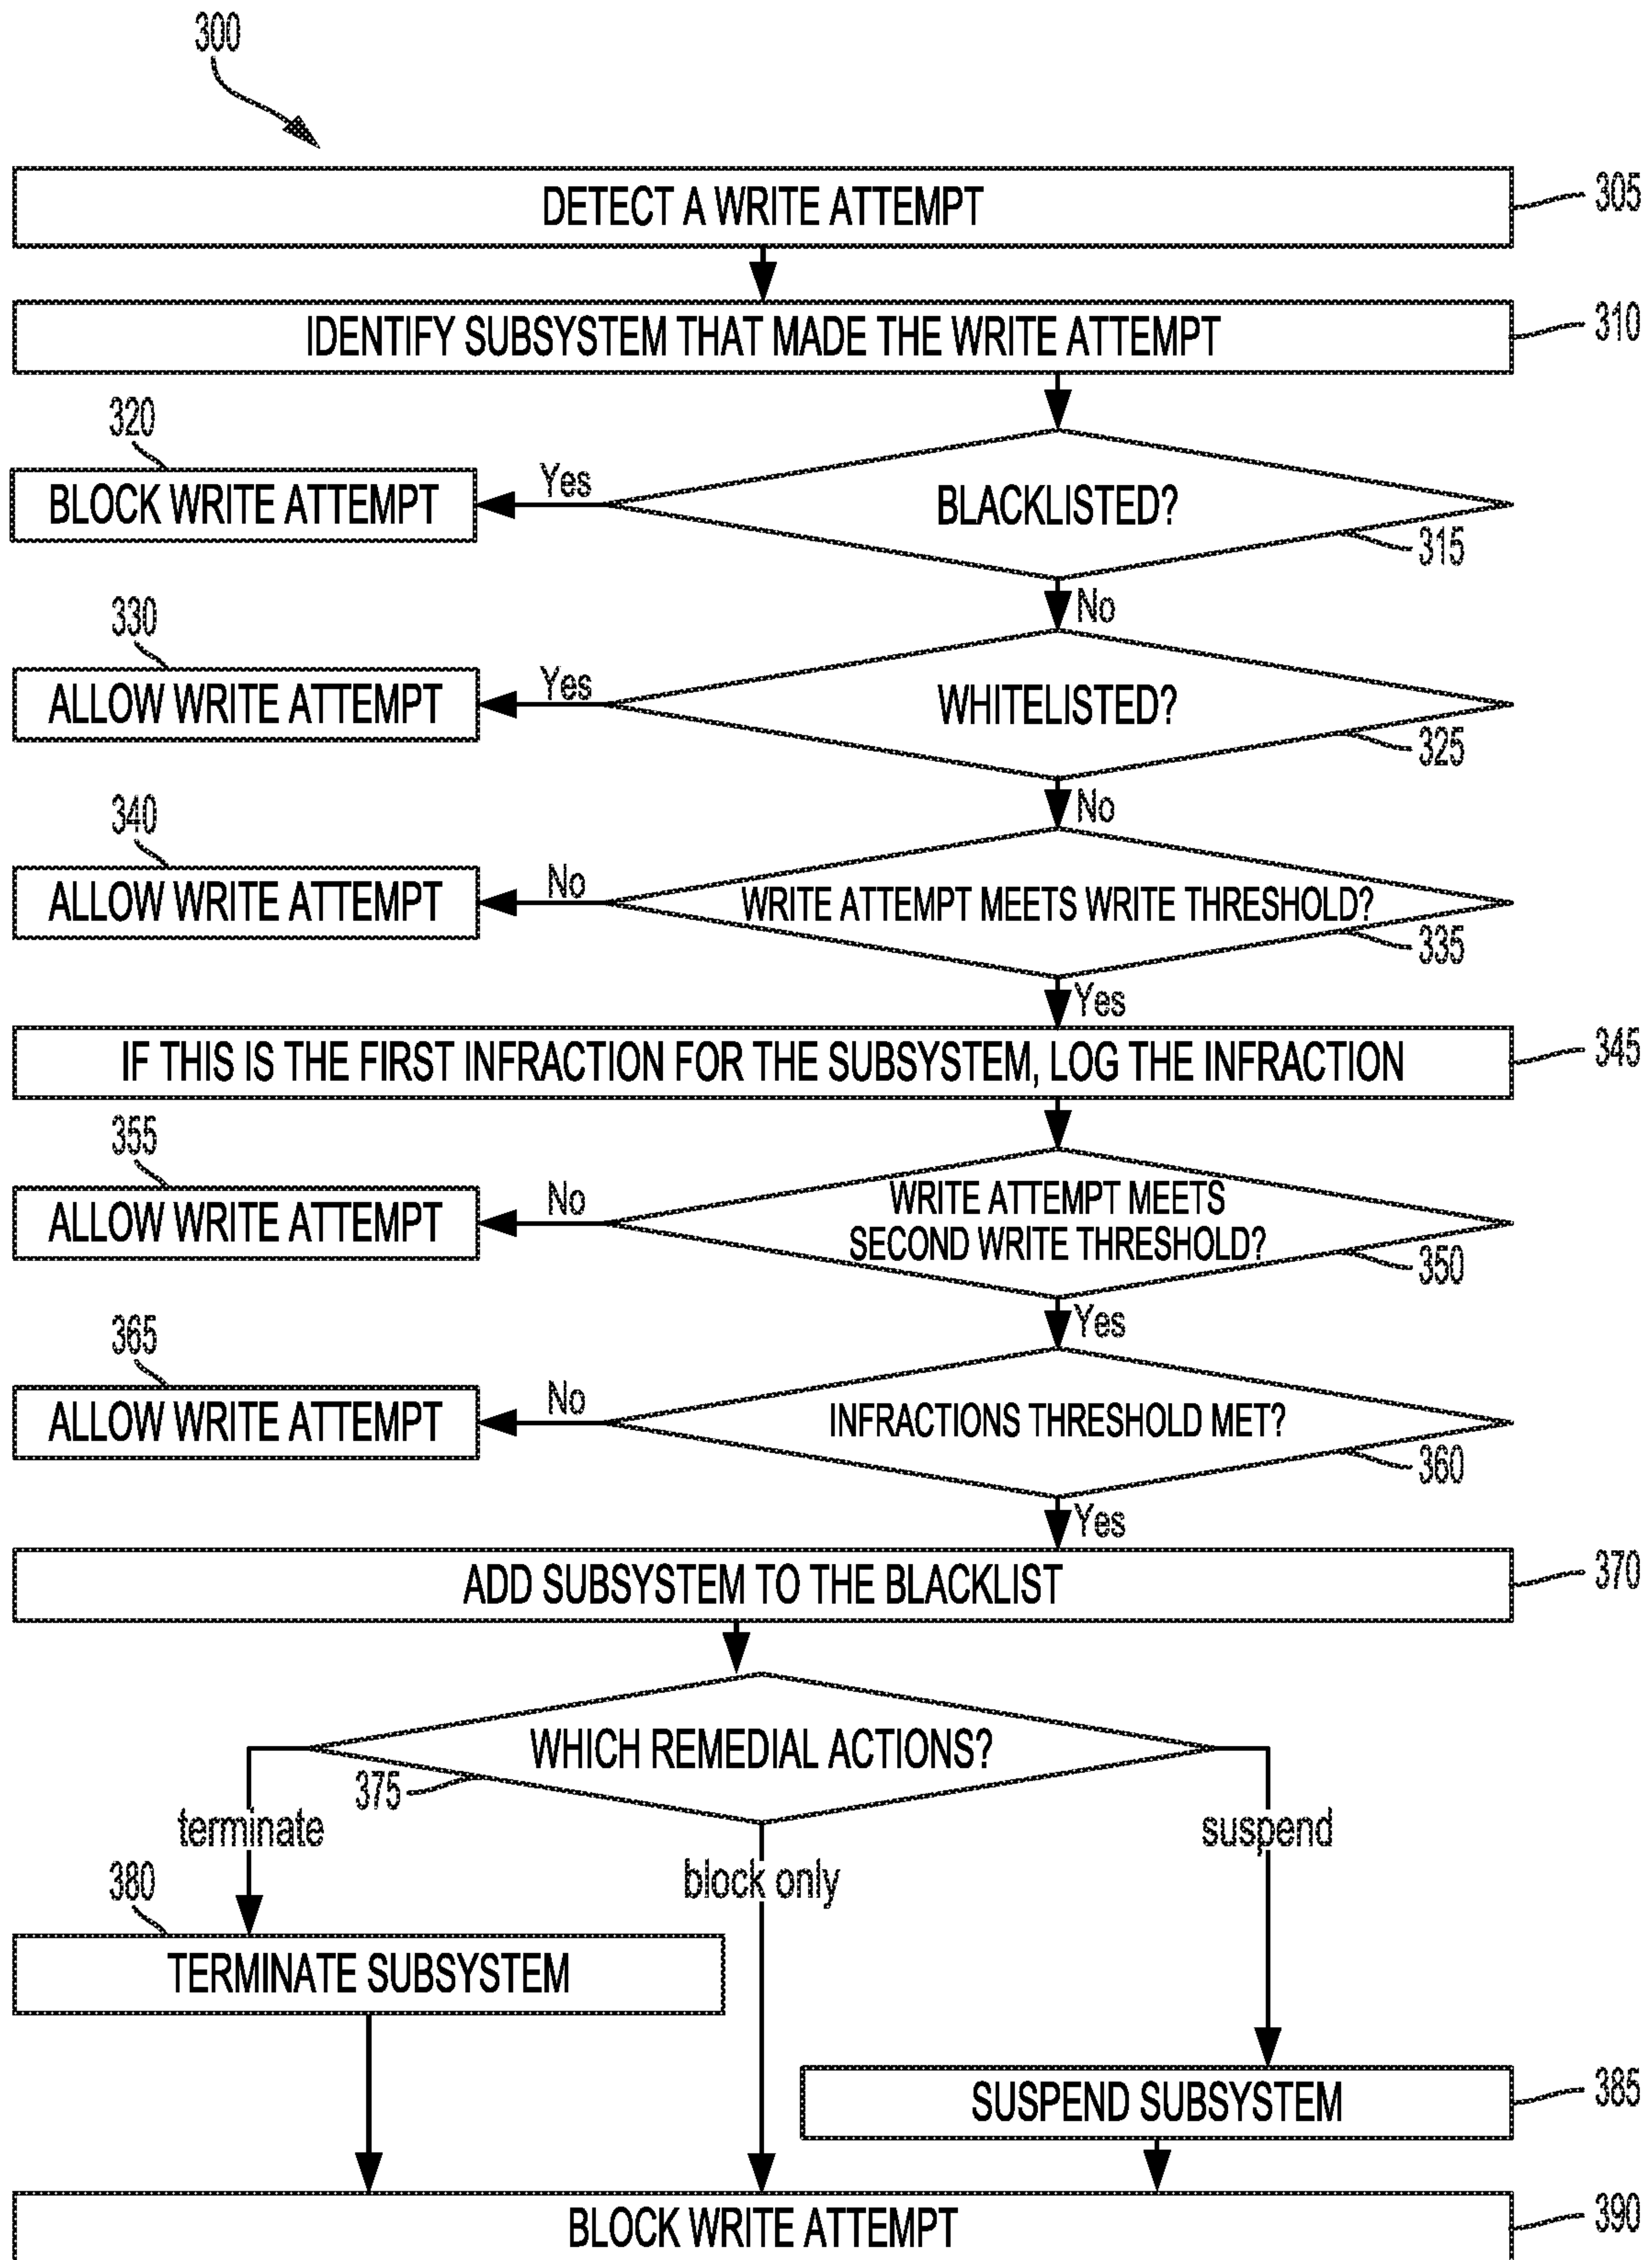 300
DETECT A WRITE ATTEMPT
305
IDENTIFY SUBSYSTEM THAT MADE THE WRITE ATTEMPT
310
320
BLOCK WRITE ATTEMPT
Yes
BLACKLISTED?
315
No
330
ALLOW WRITE ATTEMPT
Yes
WHITELISTED?
325
No
340
ALLOW WRITE ATTEMPT
No
WRITE ATTEMPT MEETS WRITE THRESHOLD?
335
Yes
IF THIS IS THE FIRST INFRACTION FOR THE SUBSYSTEM, LOG THE INFRACTION
345
355
ALLOW WRITE ATTEMPT
No
WRITE ATTEMPT MEETS
SECOND WRITE THRESHOLD?
350
Yes
365
ALLOW WRITE ATTEMPT
No
INFRACTIONS THRESHOLD MET?
360
Yes
ADD SUBSYSTEM TO THE BLACKLIST
370
WHICH REMEDIAL ACTIONS?
375
terminate
block only
suspend
380
TERMINATE SUBSYSTEM
SUSPEND SUBSYSTEM
385
BLOCK WRITE ATTEMPT
390